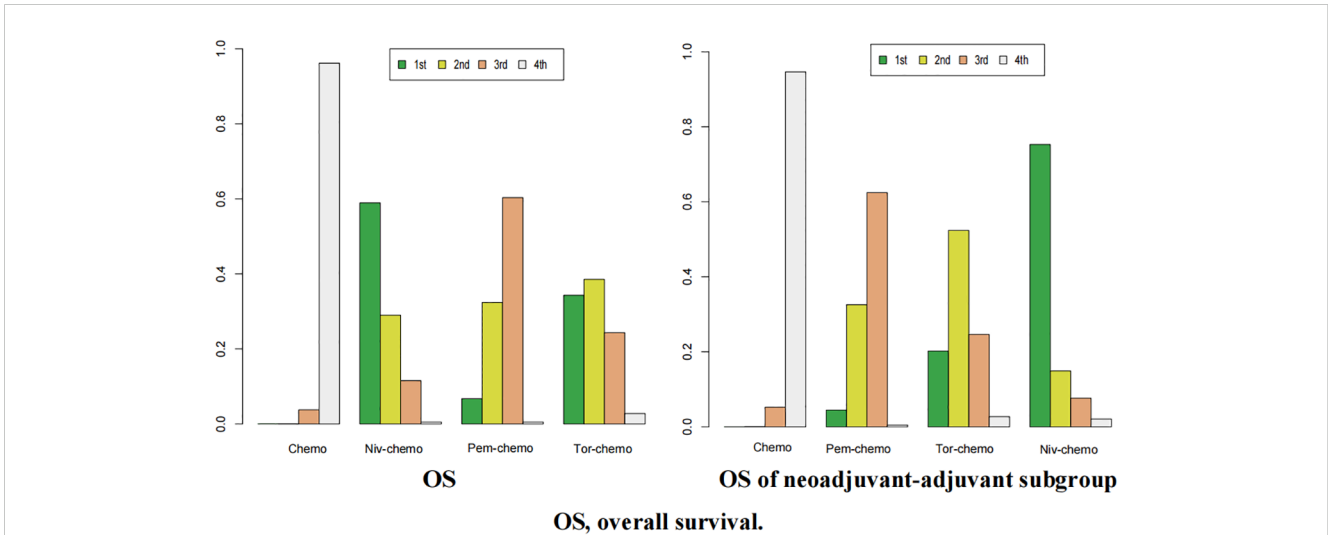 1st 2nd 3rd 4th
1.0
0.8
0.6
0.4
0.2
0.0
Chemo Niv-chemo Pem-chemo Tor-chemo
OS
1st 2nd 3rd 4th
1.0
0.8
0.6
0.4
0.2
0.0
Chemo Pem-chemo Tor-chemo Niv-chemo
OS of neoadjuvant-adjuvant subgroup
OS, overall survival.